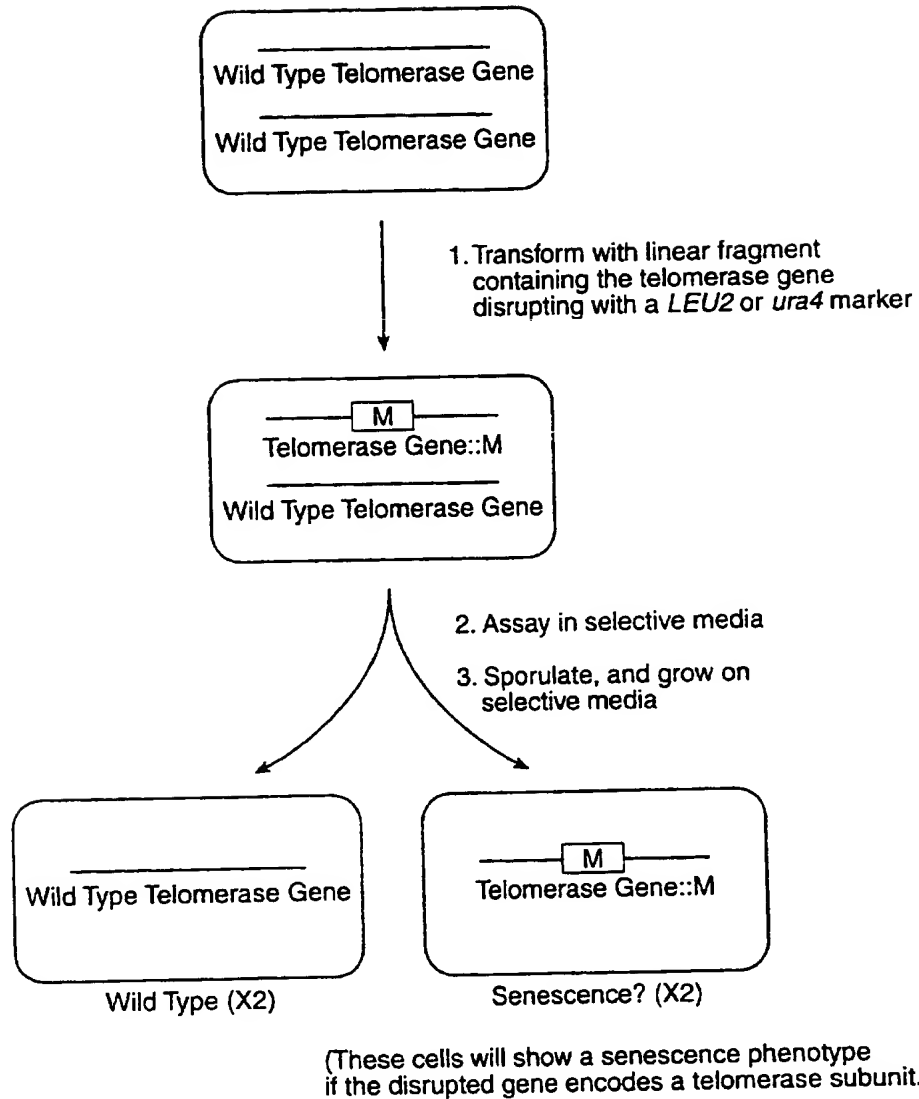 Wild Type Telomerase Gene
Wild Type Telomerase Gene
1. Transform with linear fragment
containing the telomerase gene
disrupting with a LEU2 or ura4 marker
M
Telomerase Gene::M
Wild Type Telomerase Gene
2. Assay in selective media
3. Sporulate, and grow on
selective media
Wild Type Telomerase Gene
Wild Type (X2)
M
Telomerase Gene::M
Senescence? (X2)
(These cells will show a senescence phenotype
if the disrupted gene encodes a telomerase subunit.